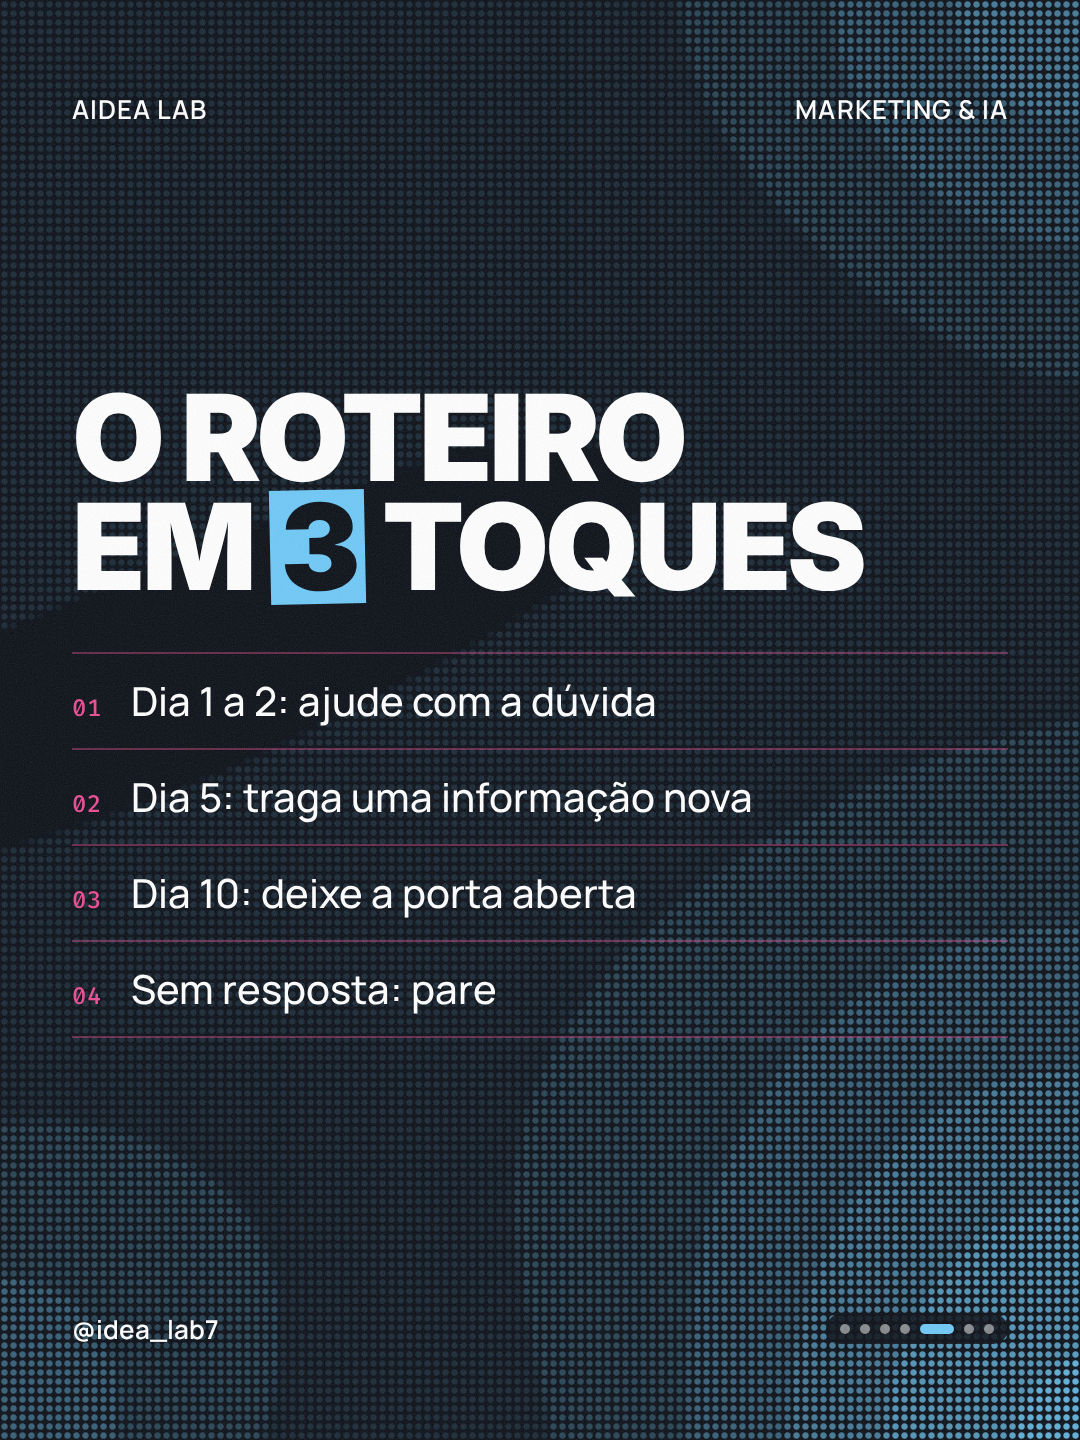 AIDEA LAB
MARKETING & IA
O ROTEIRO
EM 3 TOQUES
01 Dia 1 a 2: ajude com a dúvida
02 Dia 5: traga uma informação nova
03 Dia 10: deixe a porta aberta
04 Sem resposta: pare
@idea_lab7